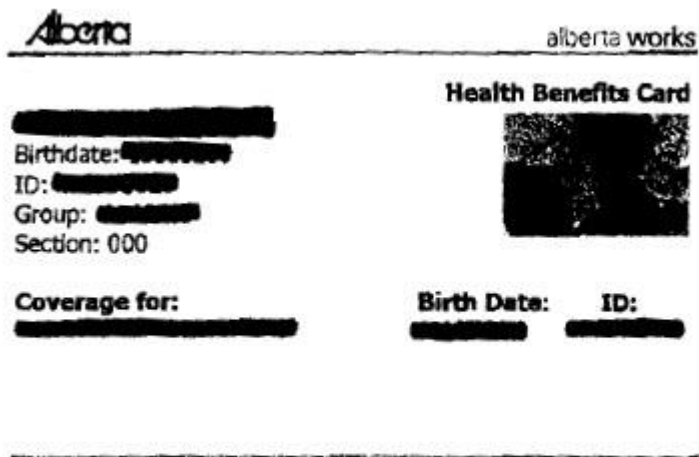 Alberta
alberta works
Health Benefits Card
Birthdate:
ID:
Group:
Section: 000
Coverage for: Birth Date: ID: